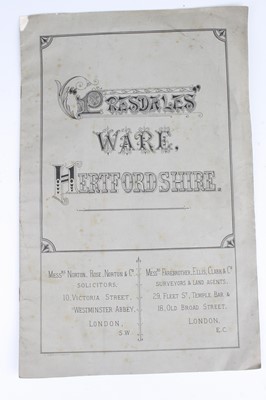 "PRESDALES"
WARE,
HERTFORDSHIRE.
Messrs NORTON, ROSE, NORTON & Co
SOLICITORS,
10, VICTORIA STREET,
WESTMINSTER ABBEY,
LONDON,
S.W.
Messrs FAREBROTHER, ELLIS, CLARK & Co
SURVEYORS & LAND AGENTS,
29, FLEET ST, TEMPLE BAR &
18, OLD BROAD STREET,
LONDON,
E.C.